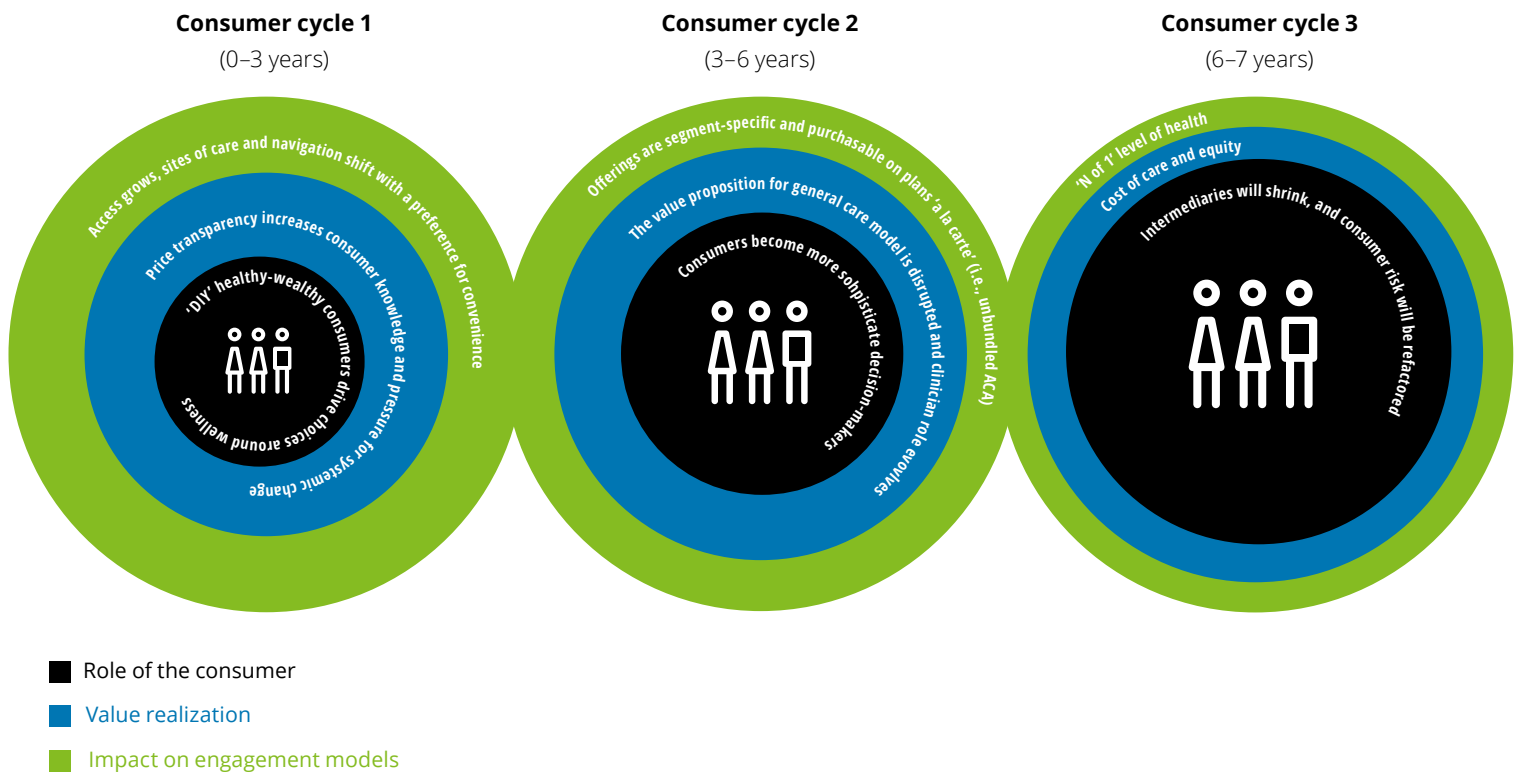 Consumer cycle 1
(0–3 years)
Access grows, sites of care and navigation shift with a preference for convenience
Price transparency increases consumer knowledge and pressure for systemic change
'DIY' healthy-wealthy consumers drive choices around wellness
Consumer cycle 2
(3–6 years)
Offerings are segment-specific and purchasable on plans 'a la carte' (i.e., unbundled ACA)
The value proposition for general care model is disrupted and clinician role evovlves
Consumers become more sohpisticate decision-makers
Consumer cycle 3
(6–7 years)
'N of 1' level of health
Cost of care and equity
Intermediaries will shrink, and consumer risk will be refactored
Role of the consumer
Value realization
Impact on engagement models